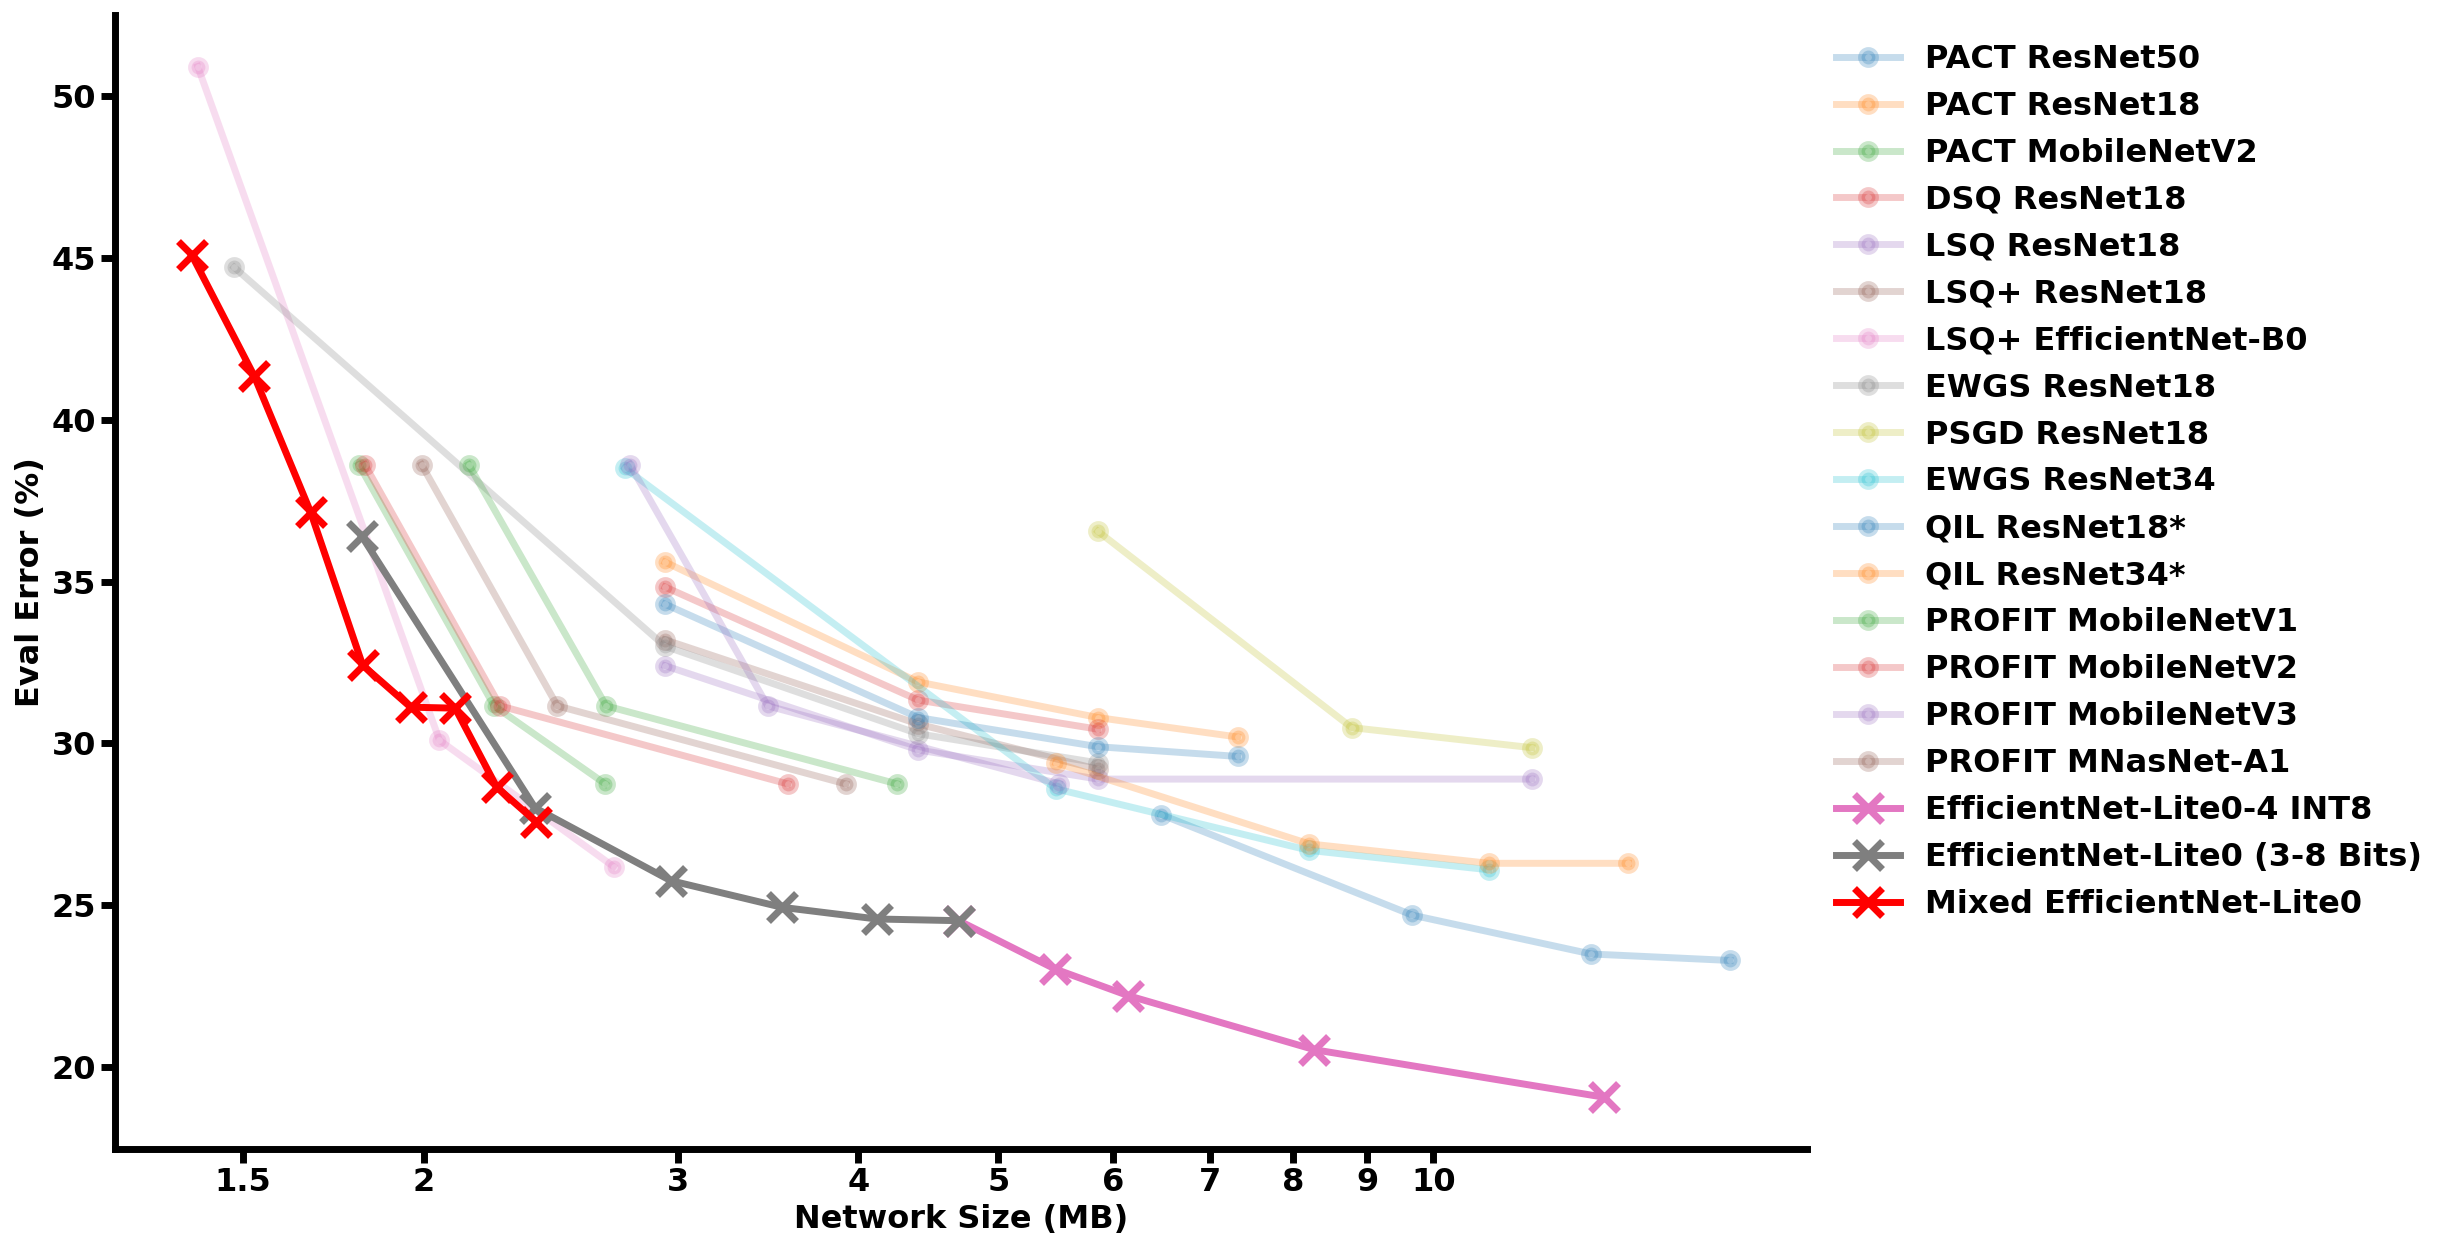 Eval Error (%)
50
45
40
35
30
25
20
1.5 2 3 4 5 6 7 8 9 10
Network Size (MB)
PACT ResNet50
PACT ResNet18
PACT MobileNetV2
DSQ ResNet18
LSQ ResNet18
LSQ+ ResNet18
LSQ+ EfficientNet-B0
EWGS ResNet18
PSGD ResNet18
EWGS ResNet34
QIL ResNet18*
QIL ResNet34*
PROFIT MobileNetV1
PROFIT MobileNetV2
PROFIT MobileNetV3
PROFIT MNasNet-A1
EfficientNet-Lite0-4 INT8
EfficientNet-Lite0 (3-8 Bits)
Mixed EfficientNet-Lite0